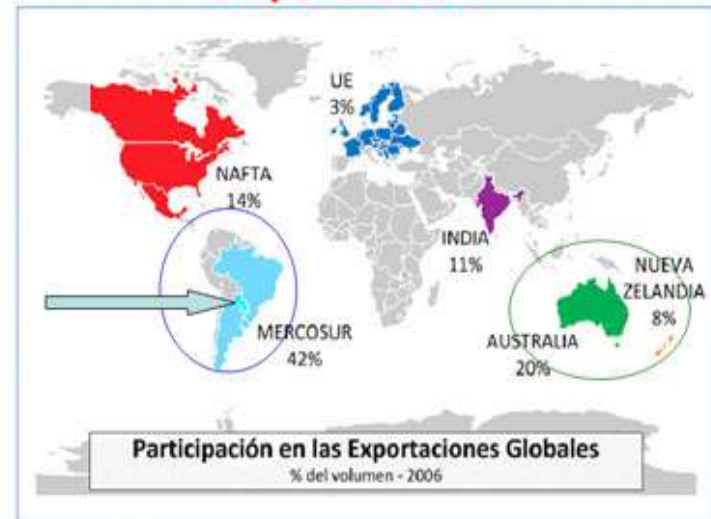 UE
3%
NAFTA
14%
INDIA
11%
NUEVA
ZELANDIA
8%
MERCOSUR
42%
AUSTRALIA
20%
Participación en las Exportaciones Globales
% del volumen - 2006